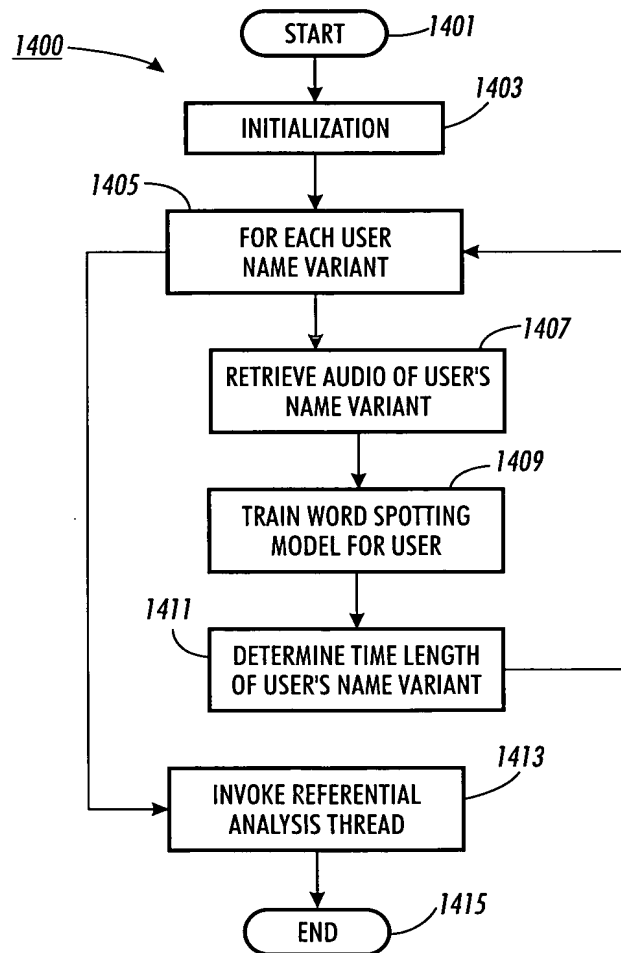 1400
START
1401
INITIALIZATION
1403
1405
FOR EACH USER
NAME VARIANT
1407
RETRIEVE AUDIO OF USER'S
NAME VARIANT
1409
TRAIN WORD SPOTTING
MODEL FOR USER
1411
DETERMINE TIME LENGTH
OF USER'S NAME VARIANT
1413
INVOKE REFERENTIAL
ANALYSIS THREAD
END
1415